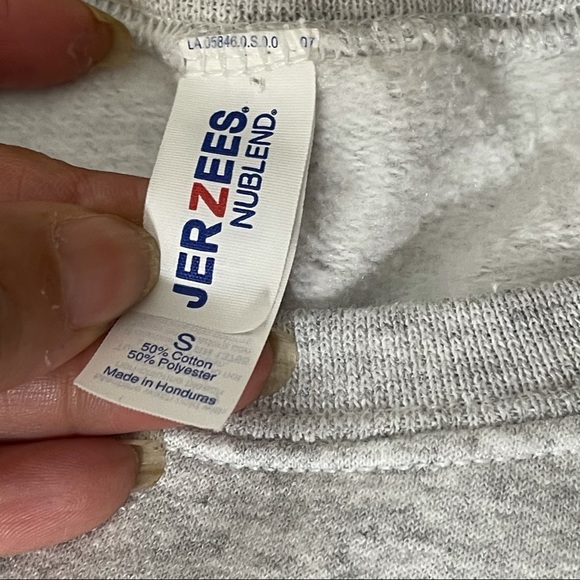 LA.05846.0.S.0.0 07
JERZEES®
NUBLEND®
S
50% Cotton
50% Polyester
Made in Honduras